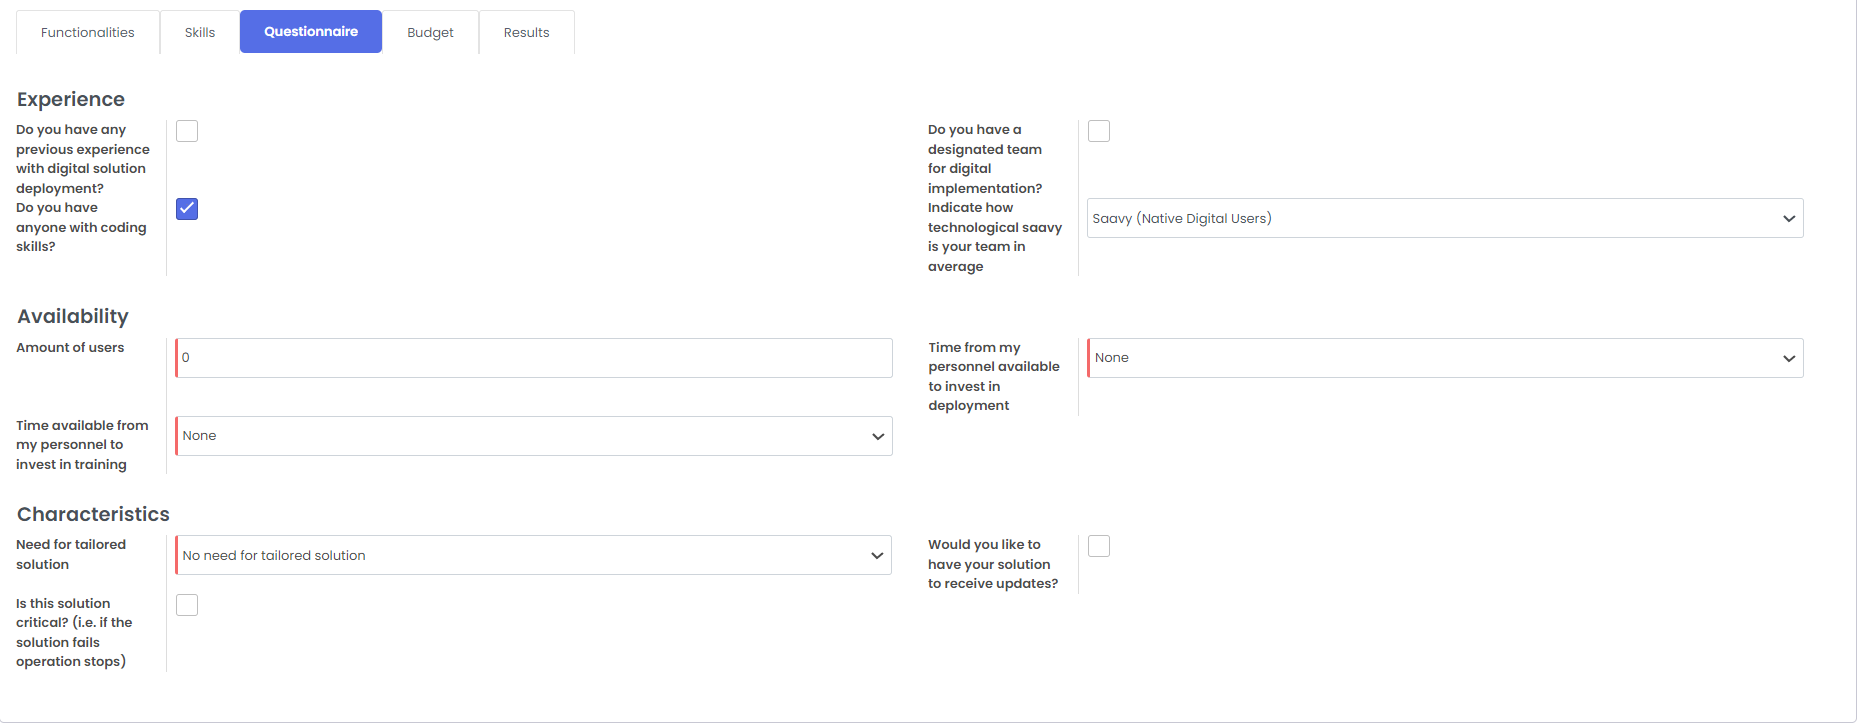 Functionalities
Skills
Questionnaire
Budget
Results
Experience
Do you have any
previous experience
with digital solution
deployment?
Do you have a
designated team
for digital
implementation?
Do you have
anyone with coding
skills?
Indicate how
technological saavy
is your team in
average
Saavy (Native Digital Users)
Availability
Amount of users
0
Time from my
personnel available
to invest in
deployment
None
Time available from
my personnel to
invest in training
None
Characteristics
Need for tailored
solution
No need for tailored solution
Would you like to
have your solution
to receive updates?
Is this solution
critical? (i.e. if the
solution fails
operation stops)